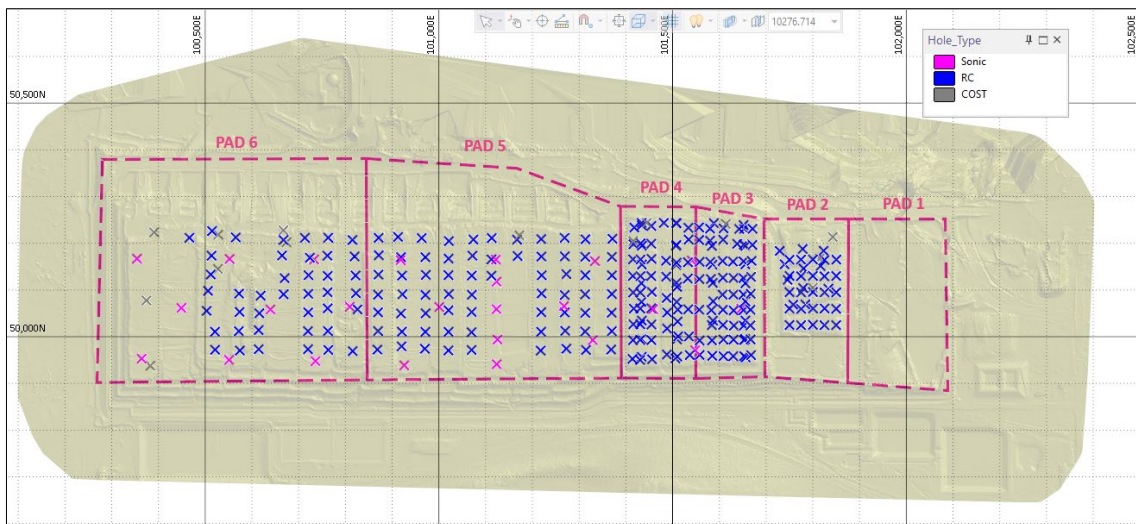 100,500E
101,000E
101,500E
102,000E
102,500E
10276.714
Hole_Type
Sonic
RC
COST
50,500N
PAD 6
PAD 5
PAD 4
PAD 3
PAD 2
PAD 1
50,000N